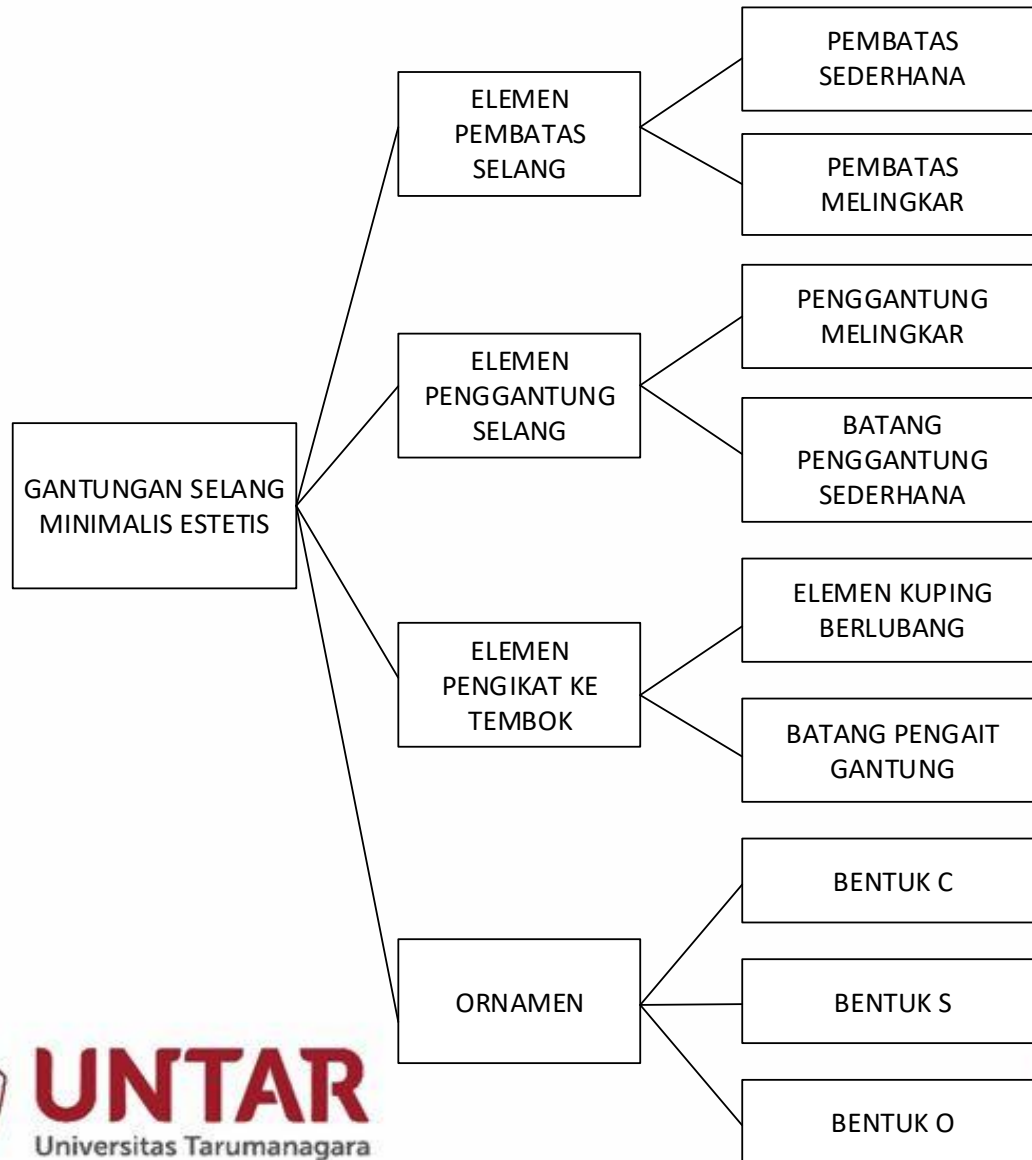 GANTUNGAN SELANG
MINIMALIS ESTETIS
ELEMEN
PEMBATAS
SELANG
PEMBATAS
SEDERHANA
PEMBATAS
MELINGKAR
ELEMEN
PENGGANTUNG
SELANG
PENGGANTUNG
MELINGKAR
BATANG
PENGGANTUNG
SEDERHANA
ELEMEN
PENGIKAT KE
TEMBOK
ELEMEN KUPING
BERLUBANG
BATANG PENGAIT
GANTUNG
ORNAMEN
BENTUK C
BENTUK S
BENTUK O
UNTAR
Universitas Tarumanagara